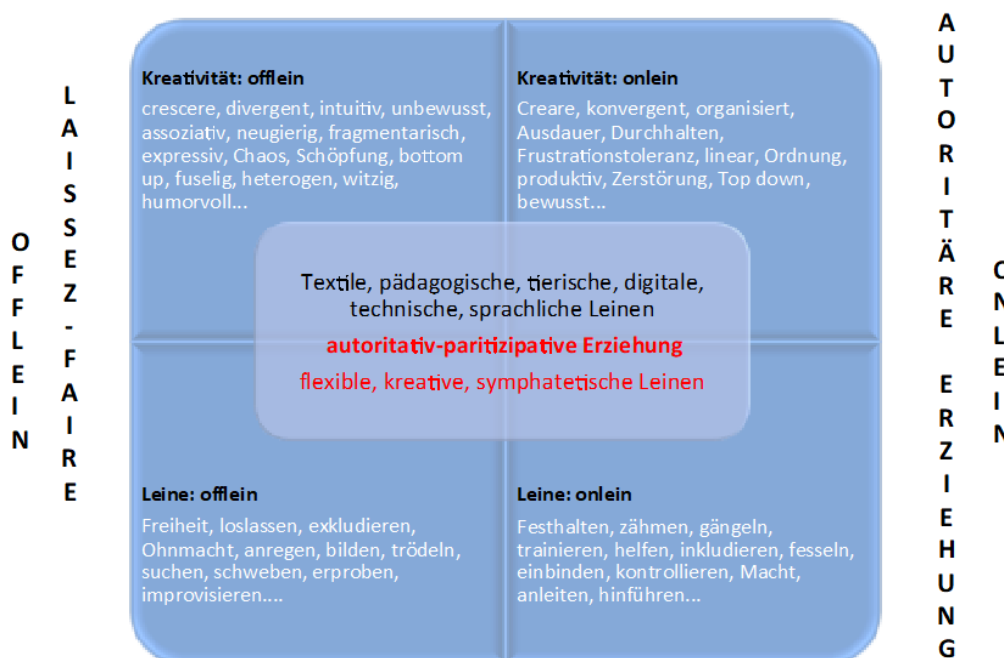 OFFLEIN
LAISSEZ-FAIRE
Kreativität: offlein
crescere, divergent, intuitiv, unbewusst,
assoziativ, neugierig, fragmentarisch,
expressiv, Chaos, Schöpfung, bottom
up, fuselig, heterogen, witzig,
humorvoll...
Kreativität: onlein
Creare, konvergent, organisiert,
Ausdauer, Durchhalten,
Frustrationstoleranz, linear, Ordnung,
produktiv, Zerstörung, Top down,
bewusst...
Textile, pädagogische, tierische, digitale,
technische, sprachliche Leinen
autoritativ-paritizipative Erziehung
flexible, kreative, symphatetische Leinen
Leine: offlein
Freiheit, loslassen, exkludieren,
Ohnmacht, anregen, bilden, trödeln,
suchen, schweben, erproben,
improvisieren....
Leine: onlein
Festhalten, zähmen, gängeln,
trainieren, helfen, inkludieren, fesseln,
einbinden, kontrollieren, Macht,
anleiten, hinführen...
AUTORITÄRE ERZIEHUNG
ONLEIN